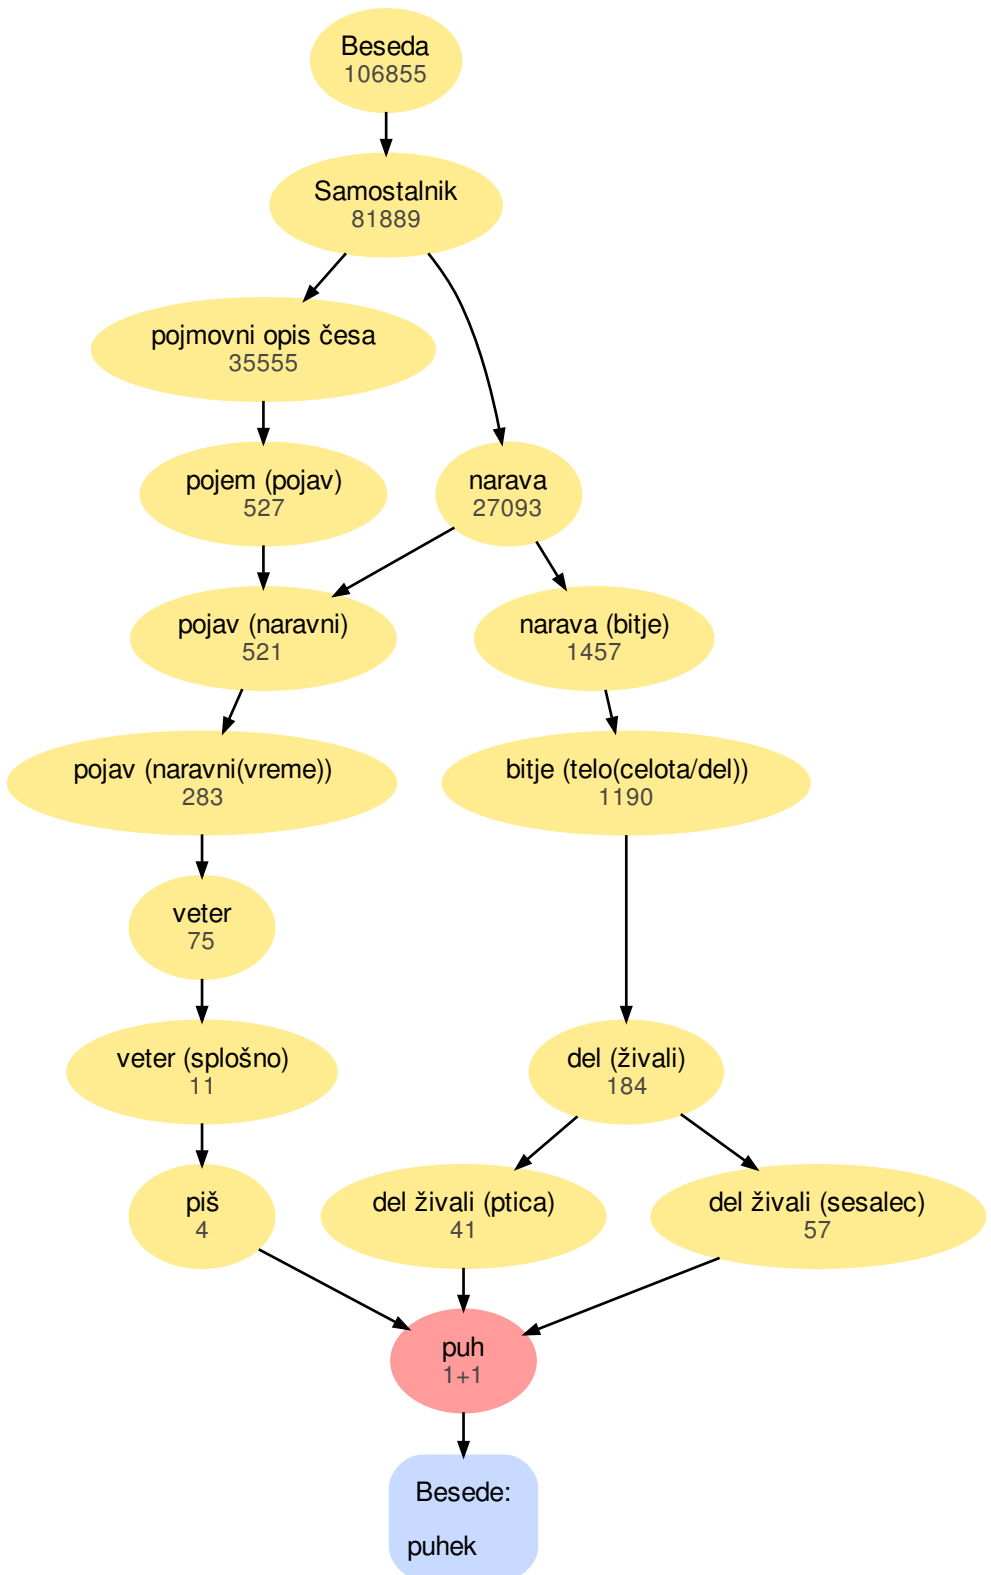 Beseda
106855
Samostalnik
81889
pojmovni opis česa
35555
pojem (pojav)
527
narava
27093
pojav (naravni)
521
narava (bitje)
1457
pojav (naravni(vreme))
283
bitje (telo(celota/del))
1190
veter
75
veter (splošno)
11
del (živali)
184
piš
4
del živali (ptica)
41
del živali (sesalec)
57
puh
1+1
Besede:
puhek